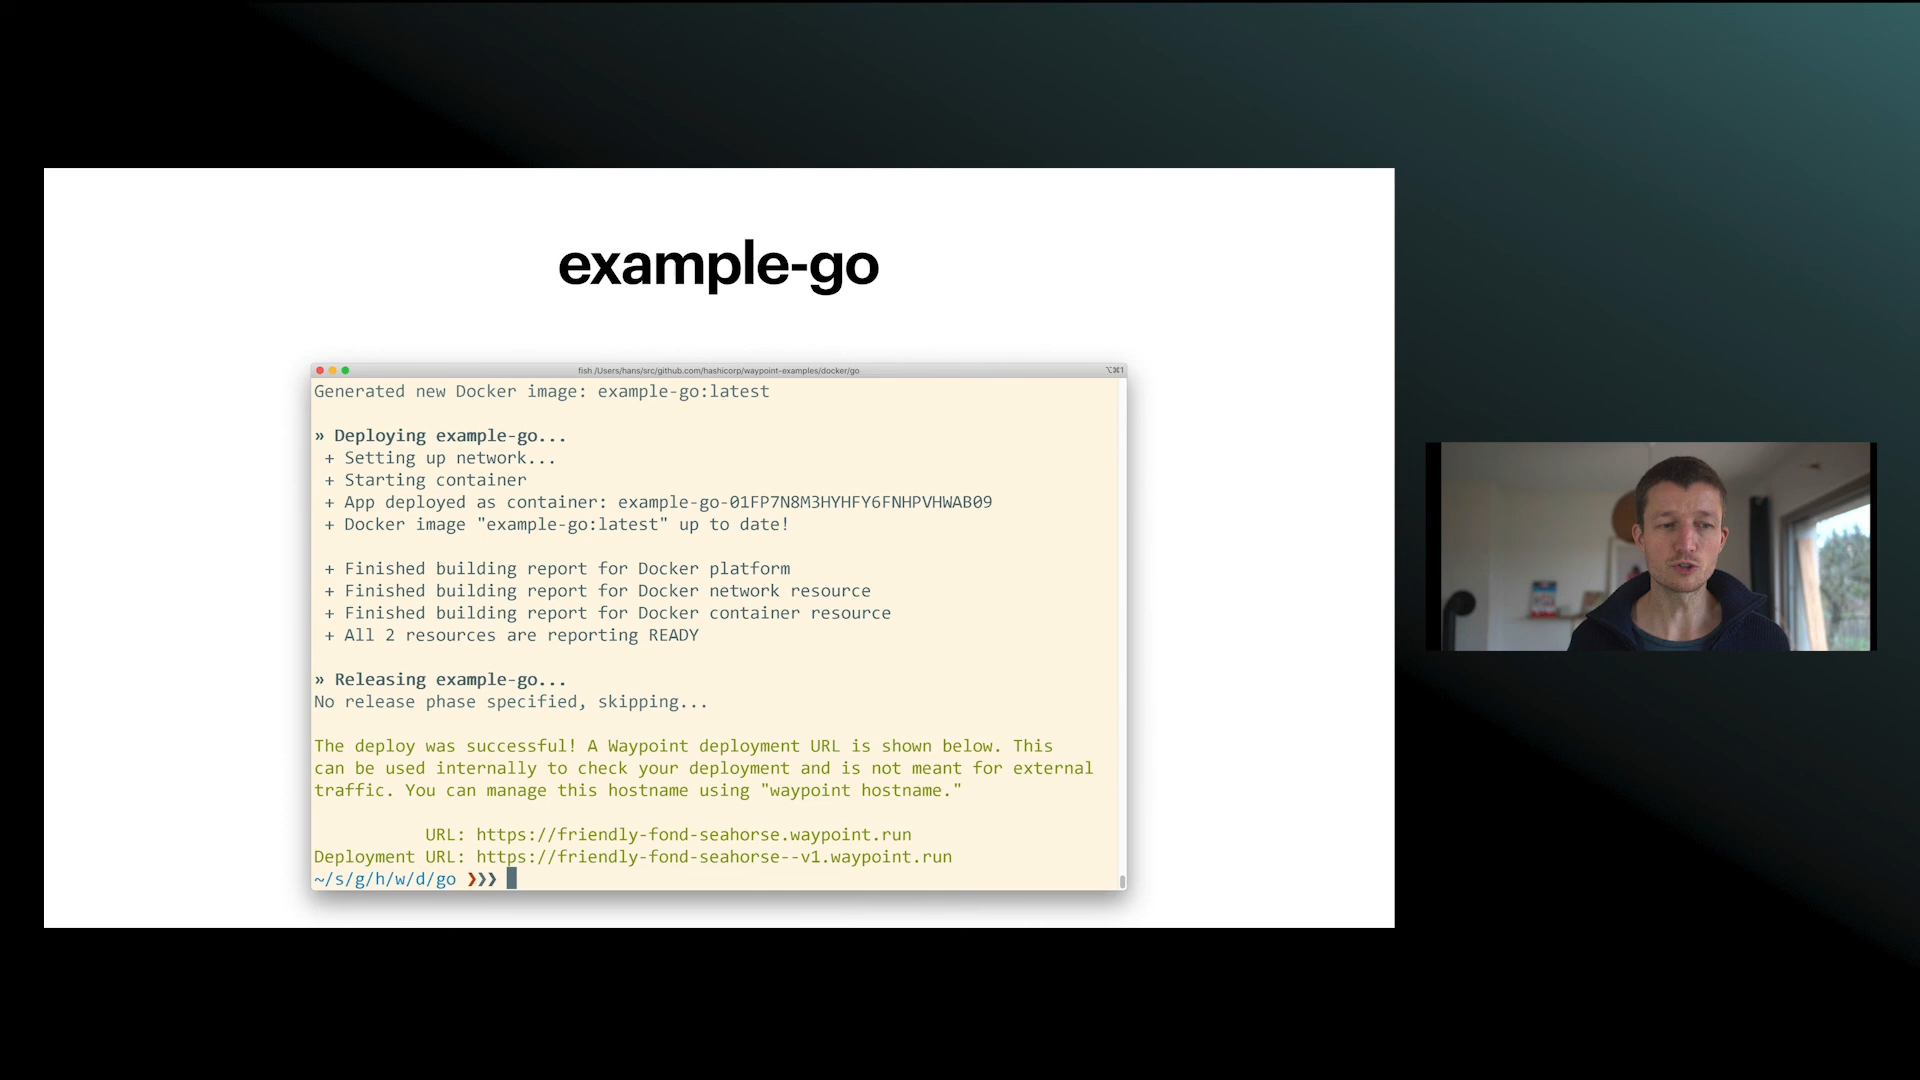 example-go
fish /Users/hans/src/github.com/hashicorp/waypoint-examples/docker/go
⌥⌘1
Generated new Docker image: example-go:latest
» Deploying example-go...
+ Setting up network...
+ Starting container
+ App deployed as container: example-go-01FP7N8M3HYHFY6FNHPVHWAB09
+ Docker image "example-go:latest" up to date!
+ Finished building report for Docker platform
+ Finished building report for Docker network resource
+ Finished building report for Docker container resource
+ All 2 resources are reporting READY
» Releasing example-go...
No release phase specified, skipping...
The deploy was successful! A Waypoint deployment URL is shown below. This
can be used internally to check your deployment and is not meant for external
traffic. You can manage this hostname using "waypoint hostname."
URL: https://friendly-fond-seahorse.waypoint.run
Deployment URL: https://friendly-fond-seahorse--v1.waypoint.run
~/s/g/h/w/d/go ❯❯❯